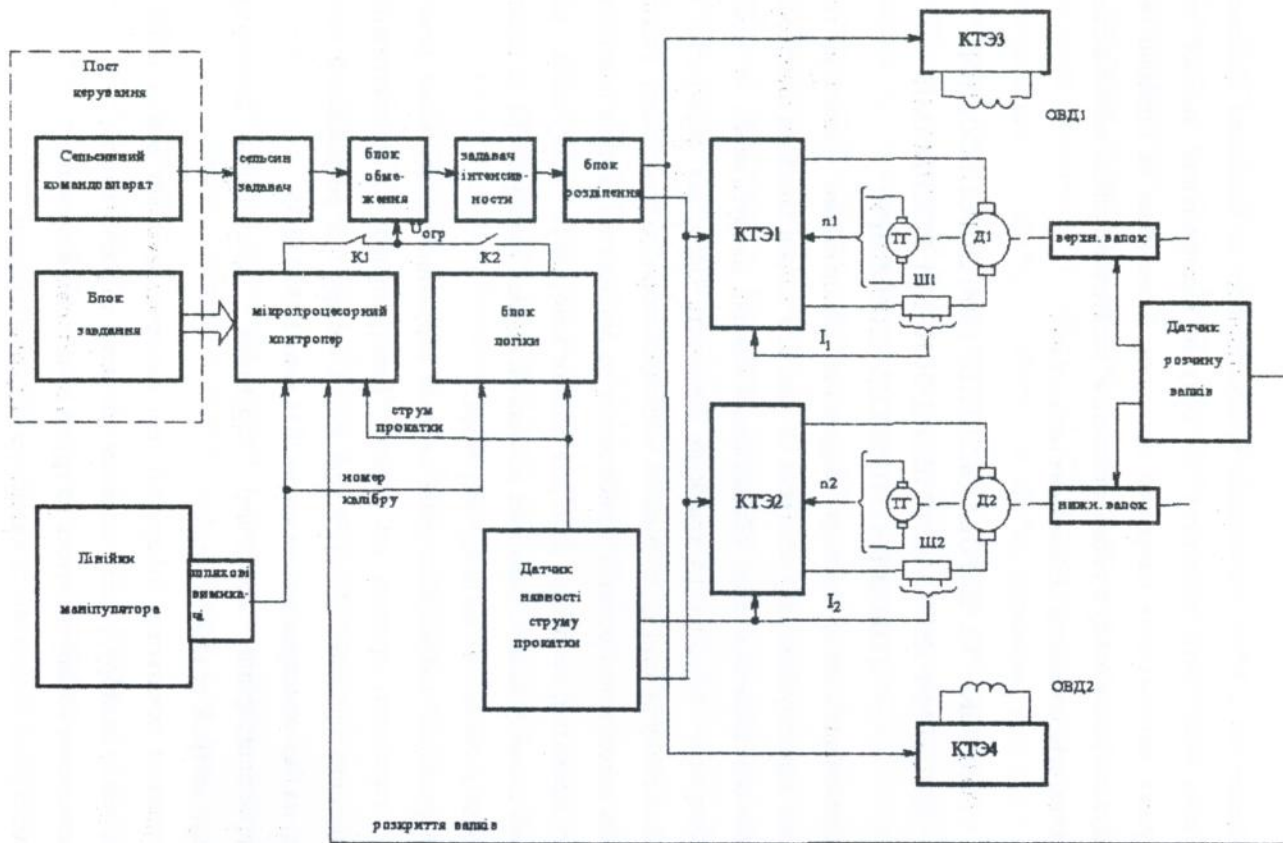 Пост
керування
Сельсинний
командоапарат
сельсин
задавач
блок
обме-
ження
задавач
інтенсив-
ности
блок
розділення
КТЭ3
ОВД1
U огр
К1
К2
Блок
завдання
мікропроцесорний
контролер
блок
логіки
КТЭ1
n1
ТГ
Д1
Ш1
I1
верхн. валок
Датчик
розчину
валків
струм
прокатки
номер
калібру
КТЭ2
n2
ТГ
Д2
Ш2
I2
нижн. валок
Лінійки
маніпулятора
шляхові
вимика-
чі
Датчик
нявності
струму
прокатки
ОВД2
КТЭ4
розкриття валків